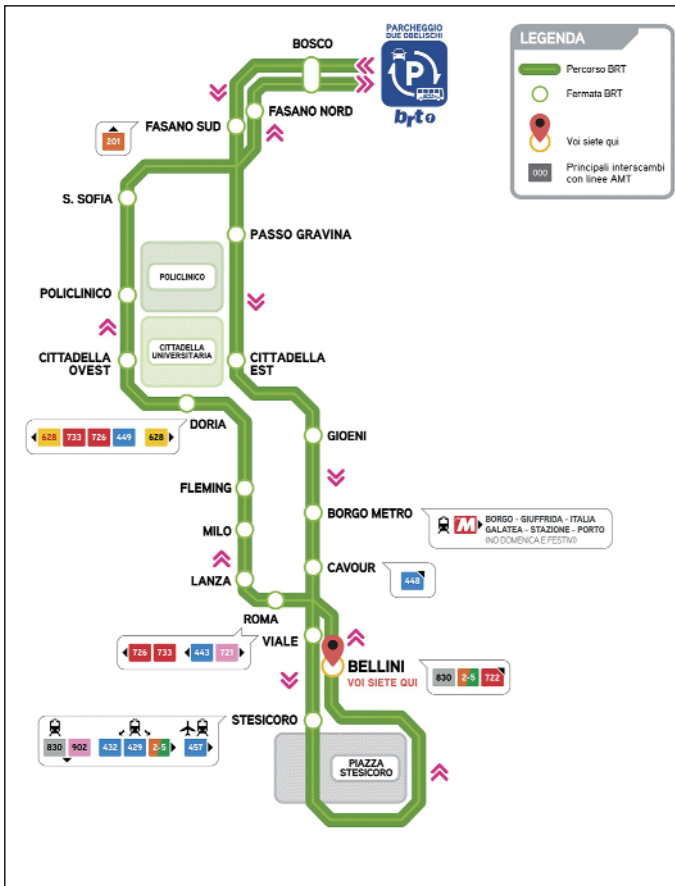 PARCHEGGIO
DUE OBELISCHI
P
brt 1
BOSCO
LEGENDA
Percorso BRT
Fermata BRT
Voi siete qui
000
Principali interscambi
con linee AMT
FASANO NORD
FASANO SUD
201
S. SOFIA
PASSO GRAVINA
POLICLINICO
POLICLINICO
CITTADELLA
UNIVERSITARIA
CITTADELLA
OVEST
CITTADELLA
EST
DORIA
628 733 726 449 628
GIOENI
FLEMING
BORGO METRO
M
BORGO - GIUFFRIDA - ITALIA
GALATEA - STAZIONE - PORTO
(NO DOMENICA E FESTIVI)
MILO
LANZA
CAVOUR
448
ROMA
VIALE
726 733 443 721
BELLINI
VOI SIETE QUI
830 2-5 722
STESICORO
830 902 432 429 2-5 457
PIAZZA
STESICORO